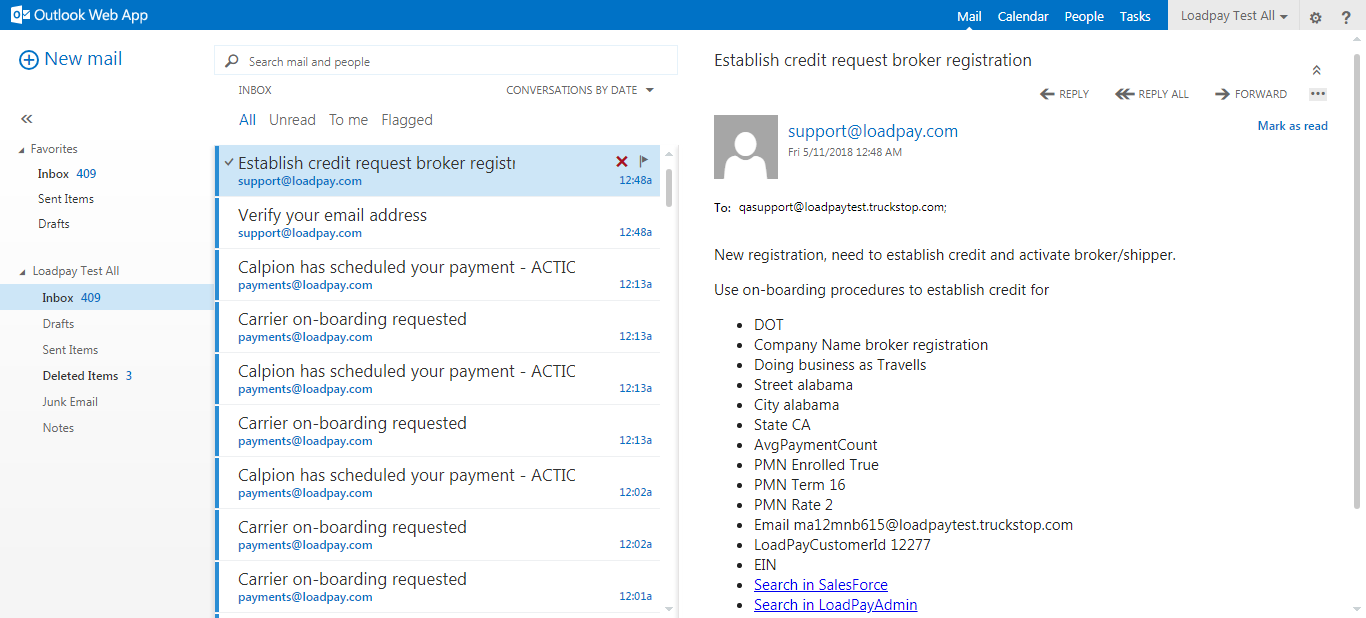 Outlook Web App
Mail Calendar People Tasks Loadpay Test All ?
New mail
Favorites
Inbox 409
Sent Items
Drafts
Loadpay Test All
Inbox 409
Drafts
Sent Items
Deleted Items 3
Junk Email
Notes
Search mail and people
INBOX CONVERSATIONS BY DATE
All Unread To me Flagged
Establish credit request broker registr
support@loadpay.com 12:48a
Verify your email address
support@loadpay.com 12:48a
Calpion has scheduled your payment - ACTIC
payments@loadpay.com 12:13a
Carrier on-boarding requested
payments@loadpay.com 12:13a
Calpion has scheduled your payment - ACTIC
payments@loadpay.com 12:13a
Carrier on-boarding requested
payments@loadpay.com 12:13a
Calpion has scheduled your payment - ACTIC
payments@loadpay.com 12:02a
Carrier on-boarding requested
payments@loadpay.com 12:02a
Carrier on-boarding requested
payments@loadpay.com 12:01a
Establish credit request broker registration
REPLY REPLY ALL FORWARD •••
Mark as read
support@loadpay.com
Fri 5/11/2018 12:48 AM
To: qasupport@loadpaytest.truckstop.com;
New registration, need to establish credit and activate broker/shipper.
Use on-boarding procedures to establish credit for
• DOT
• Company Name broker registration
• Doing business as Travells
• Street alabama
• City alabama
• State CA
• AvgPaymentCount
• PMN Enrolled True
• PMN Term 16
• PMN Rate 2
• Email ma12mnb615@loadpaytest.truckstop.com
• LoadPayCustomerId 12277
• EIN
• Search in SalesForce
• Search in LoadPayAdmin